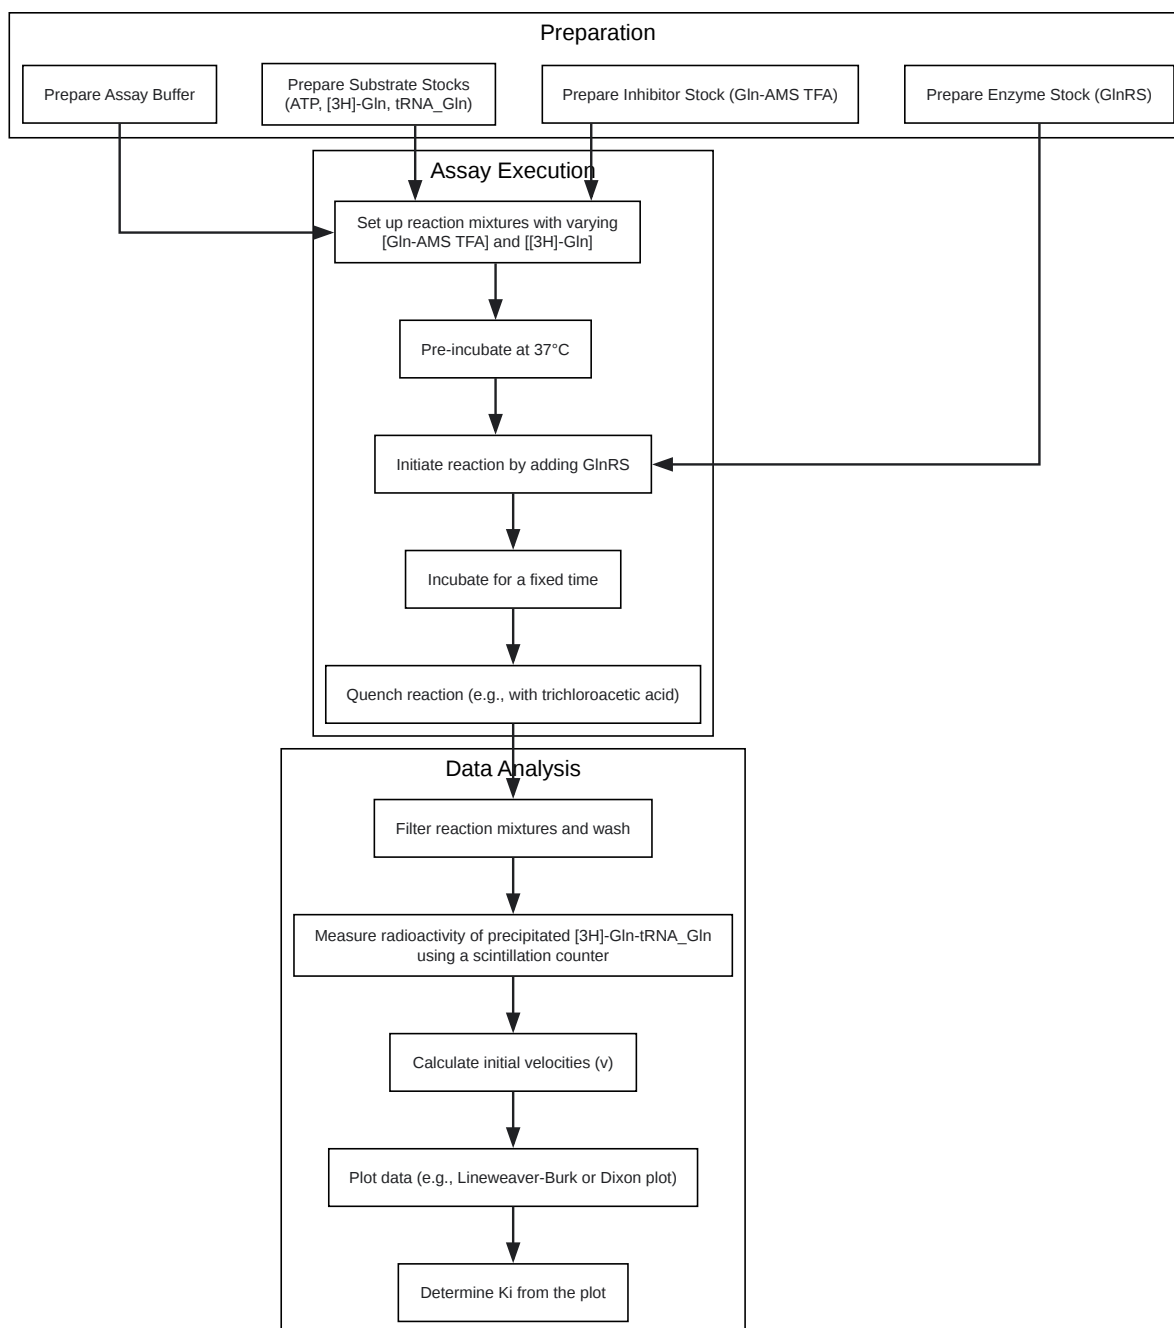 Preparation
Prepare Assay Buffer
Prepare Substrate Stocks
(ATP, [3H]-Gln, tRNA_Gln)
Prepare Inhibitor Stock (Gln-AMS TFA)
Prepare Enzyme Stock (GlnRS)
Assay Execution
Set up reaction mixtures with varying
[Gln-AMS TFA] and [[3H]-Gln]
Pre-incubate at 37°C
Initiate reaction by adding GlnRS
Incubate for a fixed time
Quench reaction (e.g., with trichloroacetic acid)
Data Analysis
Filter reaction mixtures and wash
Measure radioactivity of precipitated [3H]-Gln-tRNA_Gln
using a scintillation counter
Calculate initial velocities (v)
Plot data (e.g., Lineweaver-Burk or Dixon plot)
Determine Ki from the plot